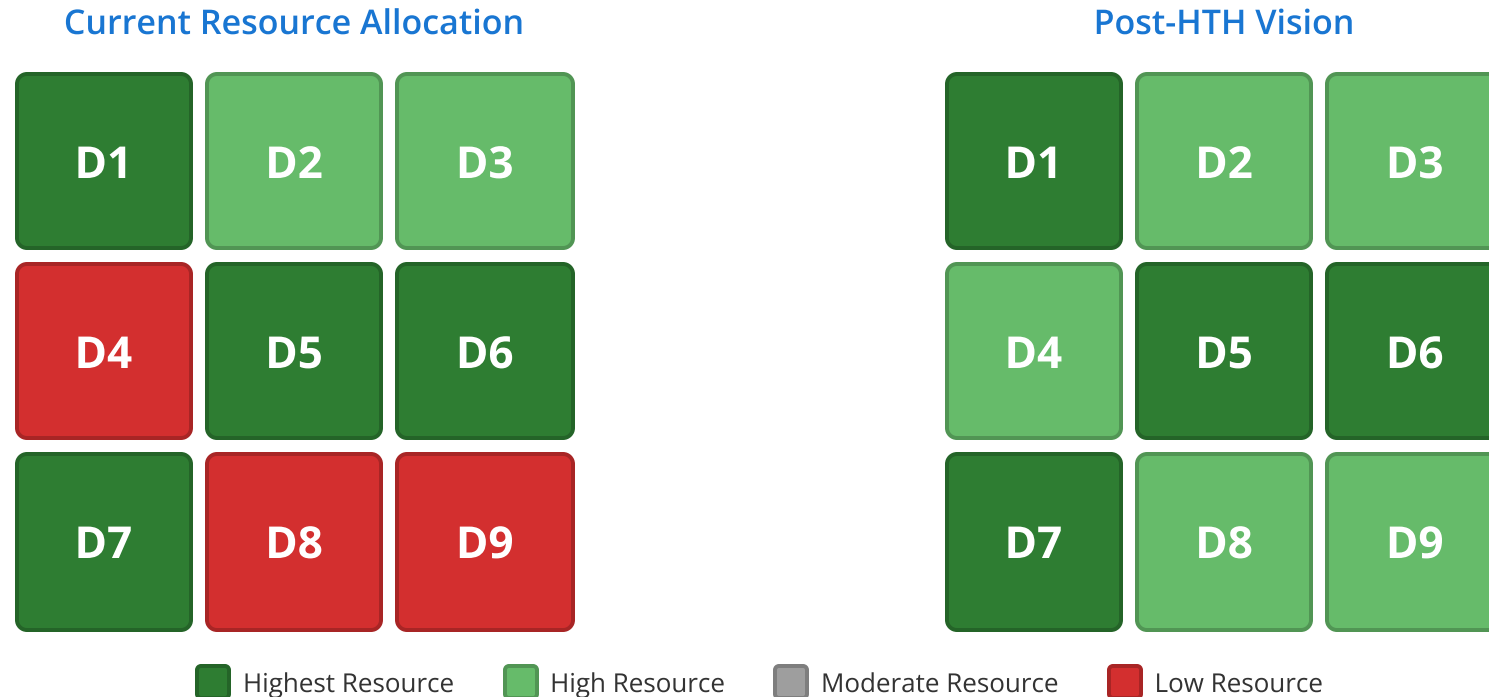 Current Resource Allocation
Post-HTH Vision
D1 D2 D3
D4 D5 D6
D7 D8 D9
D1 D2 D3
D4 D5 D6
D7 D8 D9
Highest Resource
High Resource
Moderate Resource
Low Resource